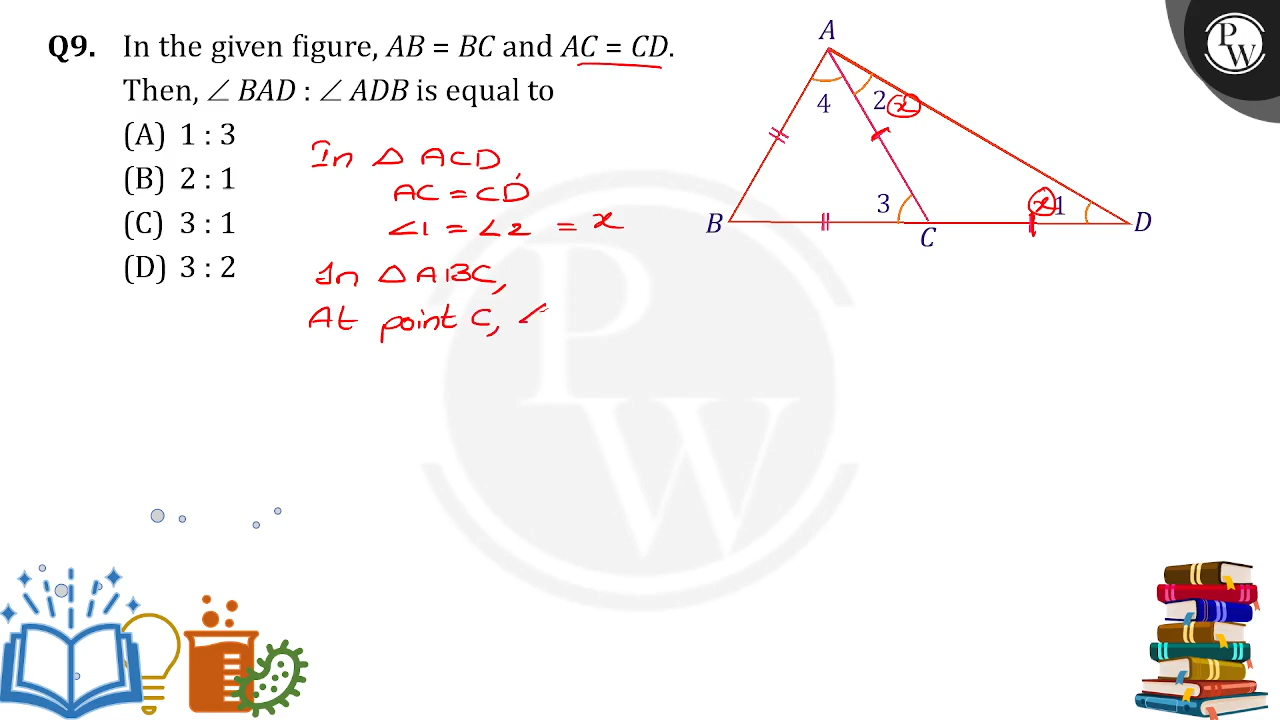 Q9. In the given figure, AB = BC and AC = CD.
Then, ∠ BAD : ∠ ADB is equal to
(A) 1 : 3
(B) 2 : 1
(C) 3 : 1
(D) 3 : 2
In △ ACD
AC = CD
∠1 = ∠2 = x
In △ ABC,
At point C, ∠
A
4
2 x
B
3
C
x 1
D
P
W
P
W